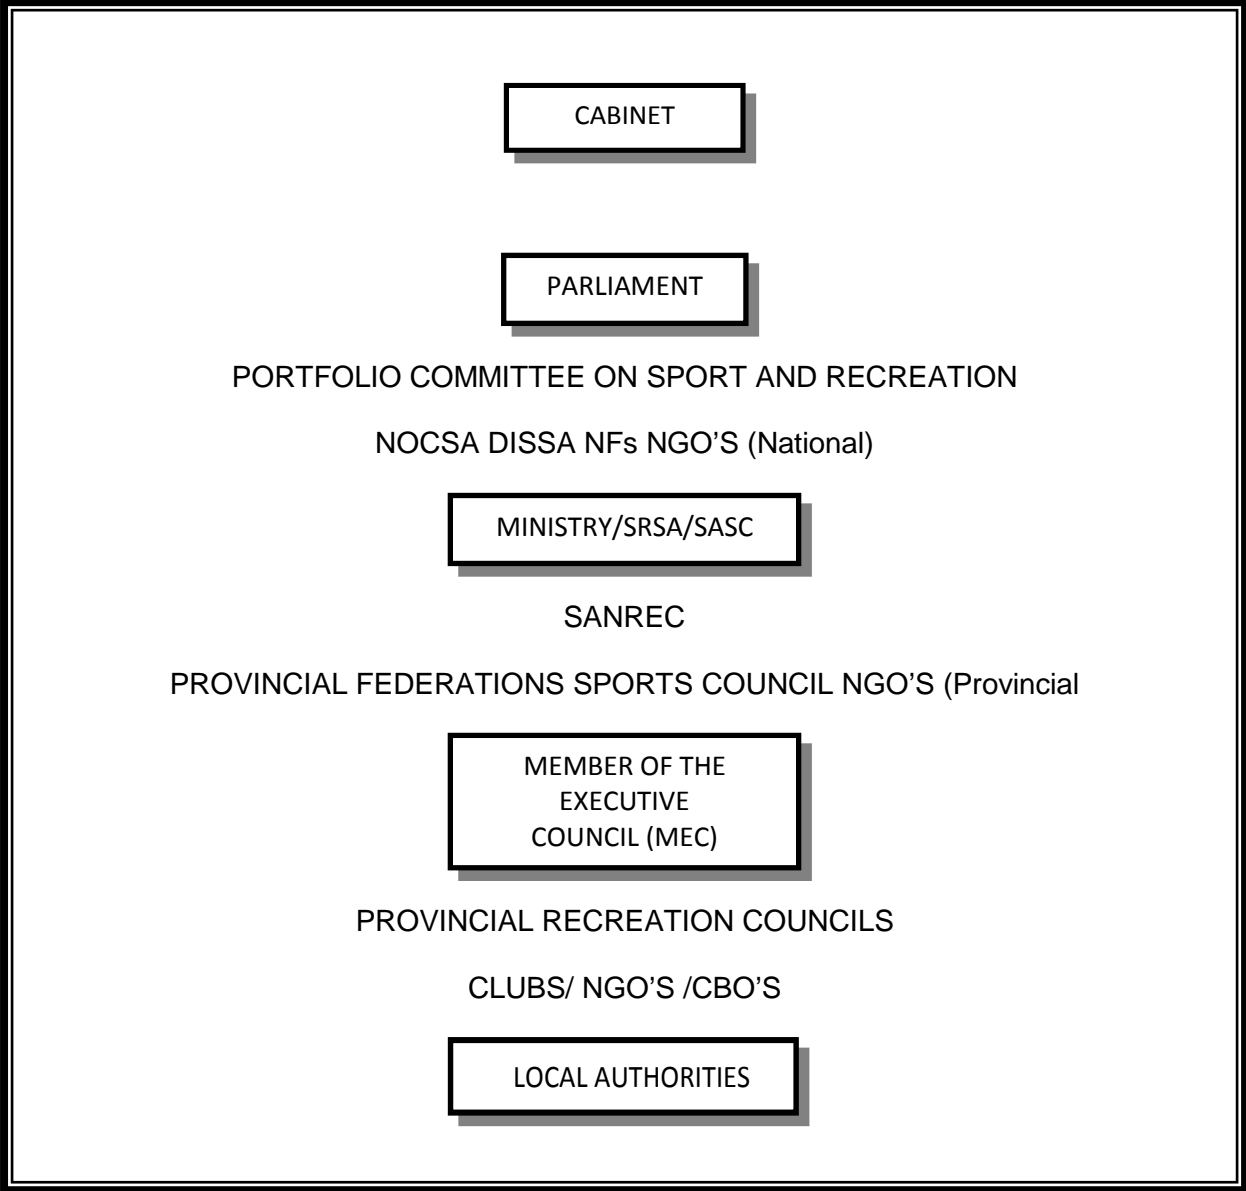 CABINET
PARLIAMENT
PORTFOLIO COMMITTEE ON SPORT AND RECREATION
NOCSA DISSA NFs NGO’S (National)
MINISTRY/SRSA/SASC
SANREC
PROVINCIAL FEDERATIONS SPORTS COUNCIL NGO’S (Provincial
MEMBER OF THE
EXECUTIVE
COUNCIL (MEC)
PROVINCIAL RECREATION COUNCILS
CLUBS/ NGO’S /CBO’S
LOCAL AUTHORITIES